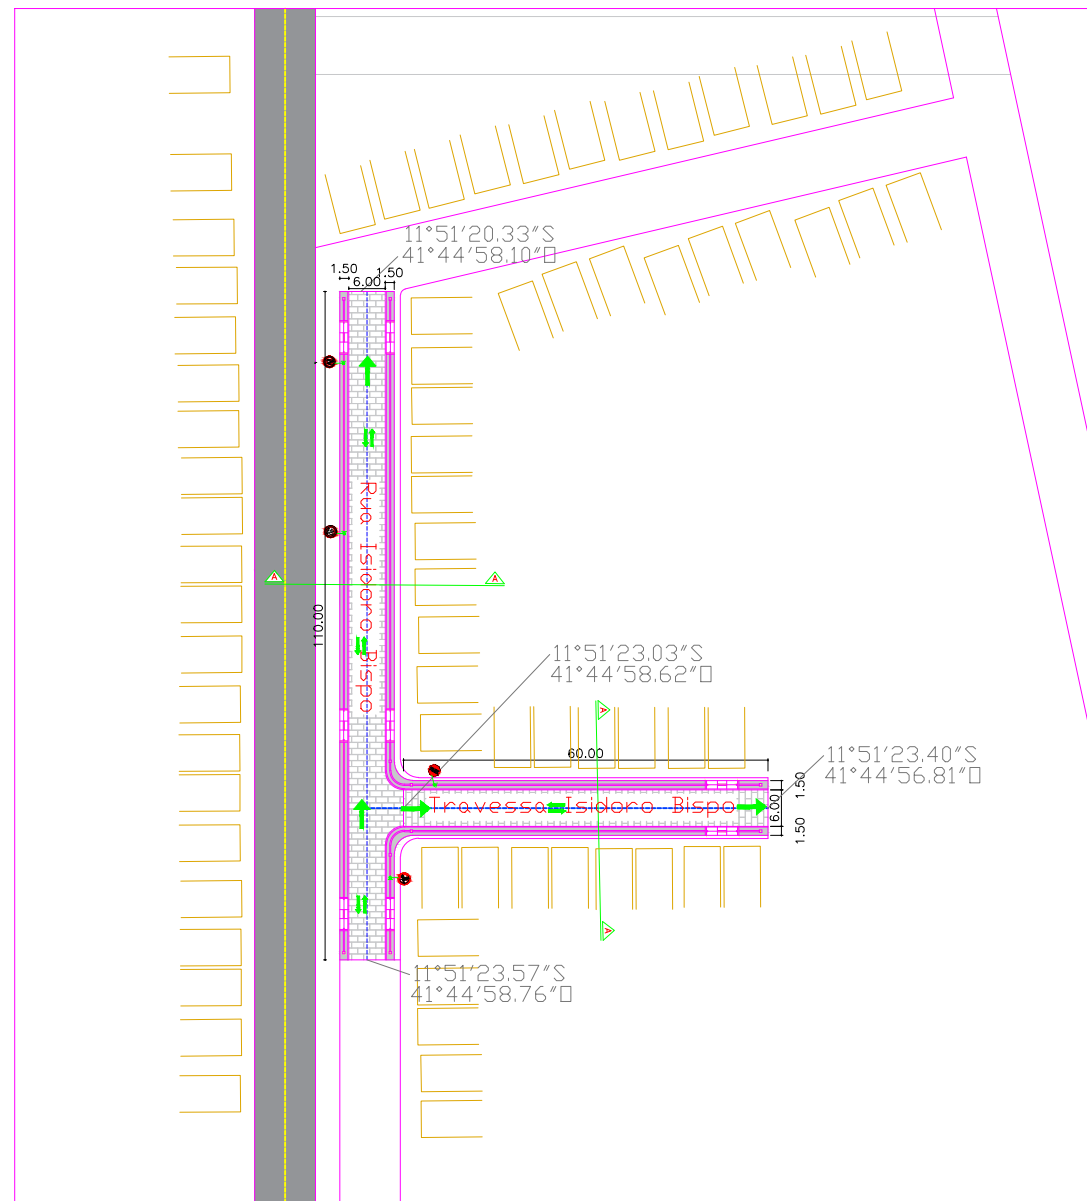 11°51'20.33"S
41°44'58.10"□
1.50
1.50
6.00
Rua Isidoro Bispo
A
A
110.00
11°51'23.03"S
41°44'58.62"□
A
60.00
11°51'23.40"S
41°44'56.81"□
1.50
6.00
1.50
Travessa Isidoro Bispo
A
11°51'23.57"S
41°44'58.76"□